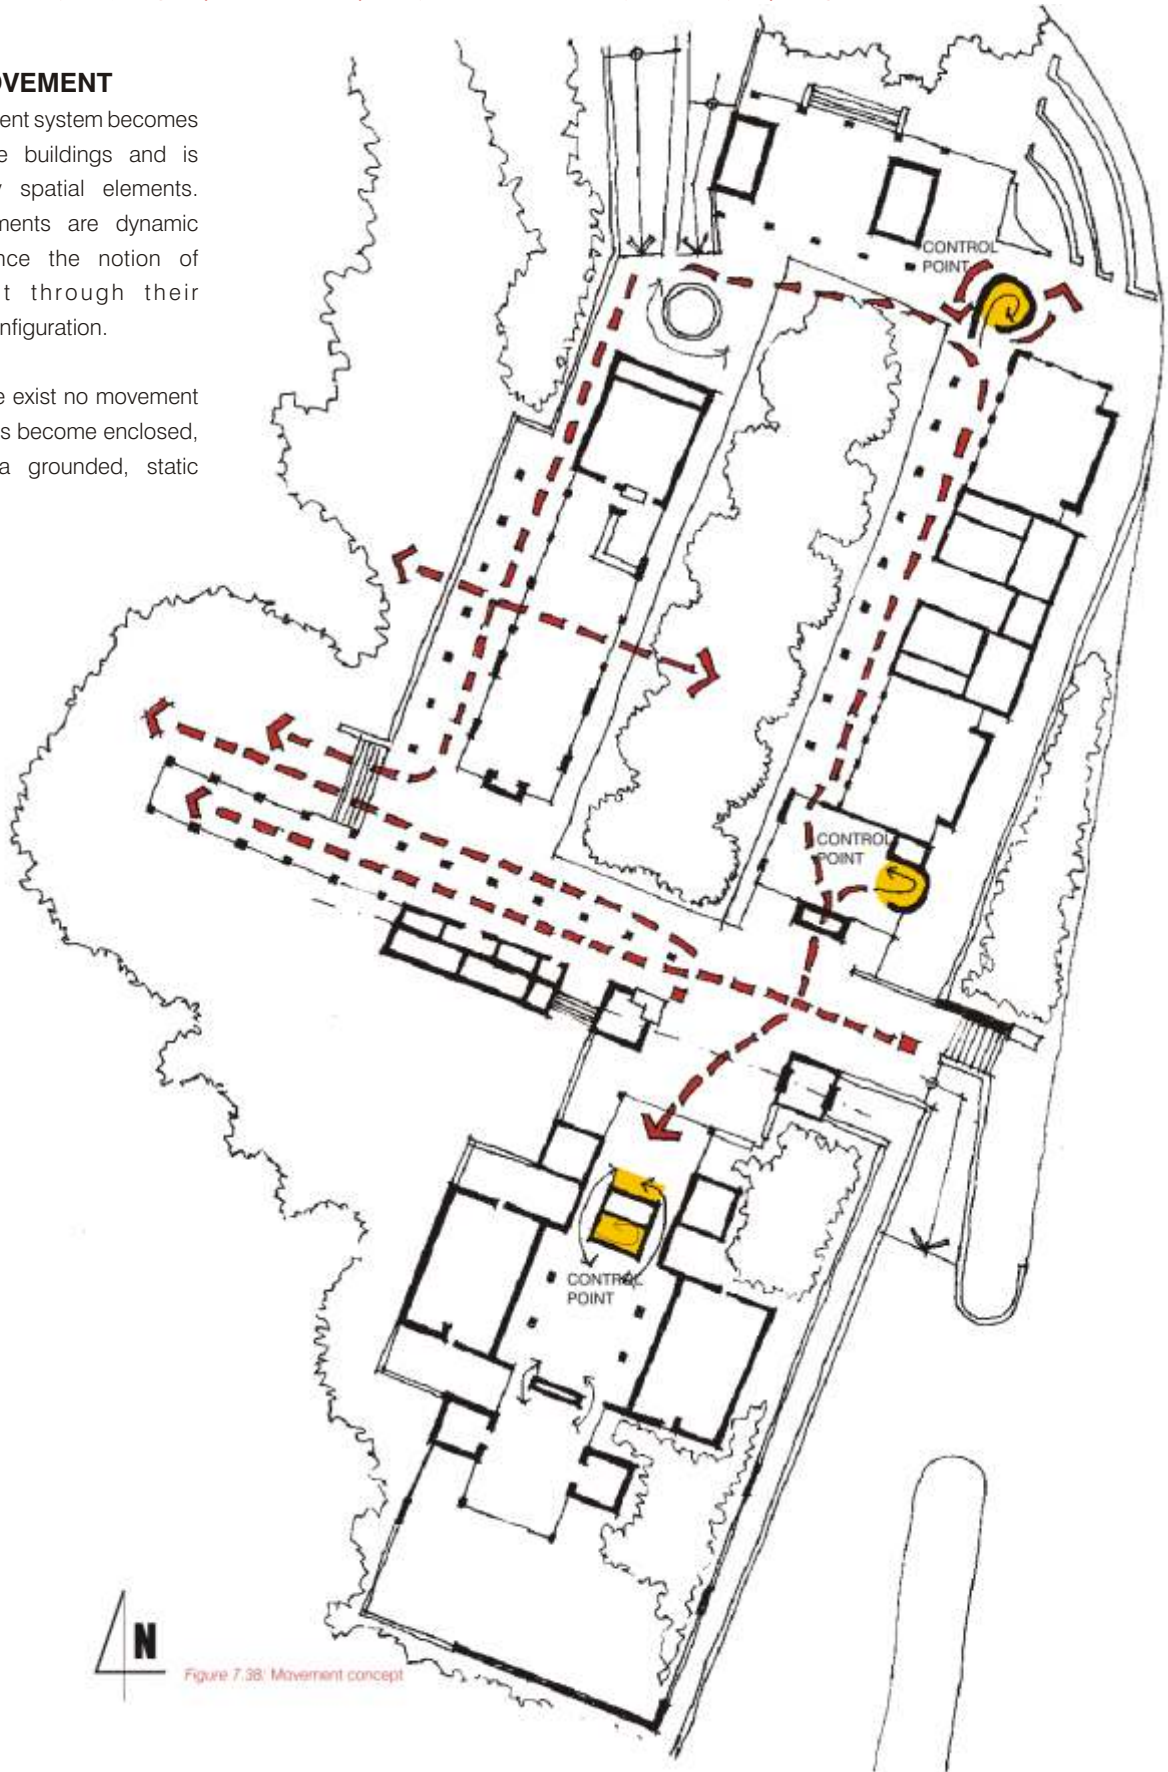 OVEMENT
ent system becomes
e buildings and is
spatial elements.
ments are dynamic
nce the notion of
t through their
nfiguration.
e exist no movement
s become enclosed,
a grounded, static
CONTROL
POINT
CONTROL
POINT
CONTROL
POINT
N
Figure 7.38: Movement concept